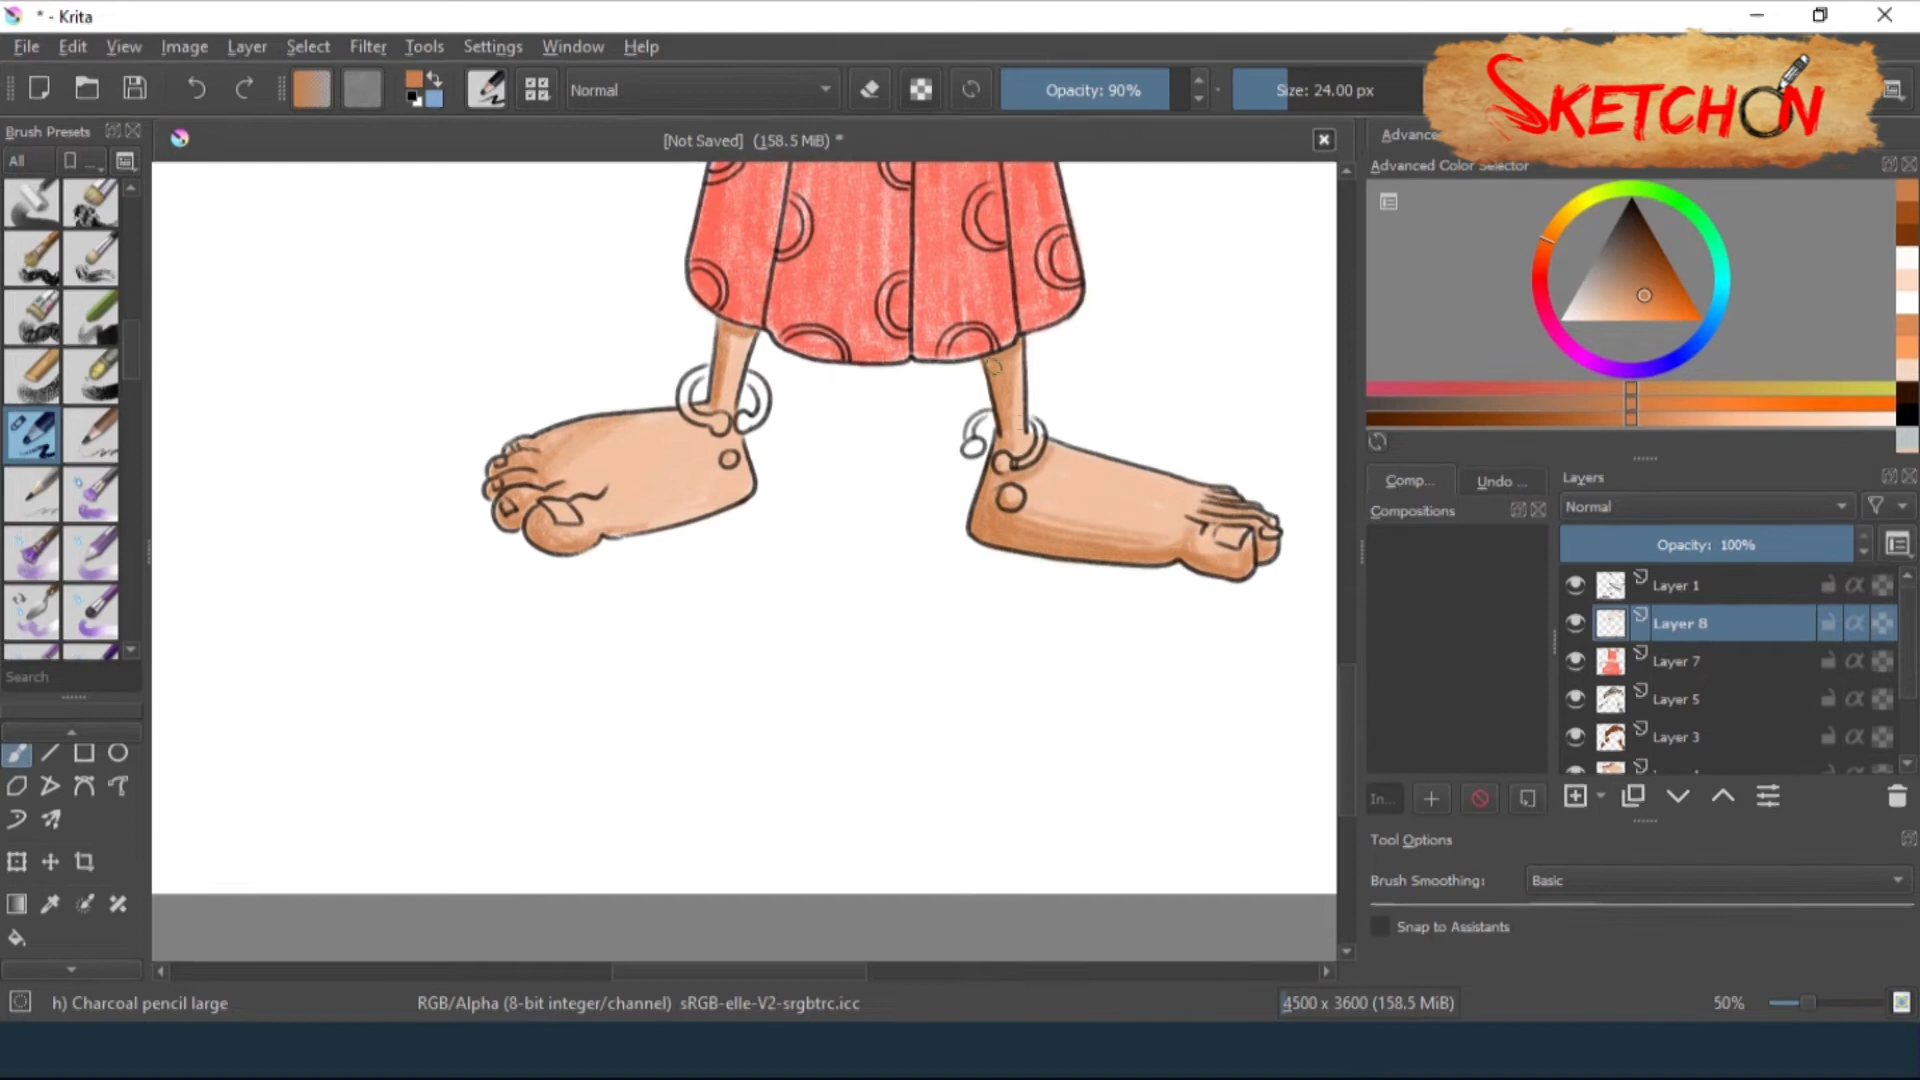 * - Krita
File Edit View Image Layer Select Filter Tools Settings Window Help
Normal Opacity: 90% Size: 24.00 px
SKETCHON
Brush Presets
[Not Saved] (158.5 MiB) *
All
Advanced Color Selector
Comp... Undo ...
Layers
Compositions
Normal
Opacity: 100%
Layer 1
Layer 8
Layer 7
Layer 5
Layer 3
Search
In...
Tool Options
Brush Smoothing: Basic
Snap to Assistants
h) Charcoal pencil large RGB/Alpha (8-bit integer/channel) sRGB-elle-V2-srgbtrc.icc 4500 x 3600 (158.5 MiB) 50%